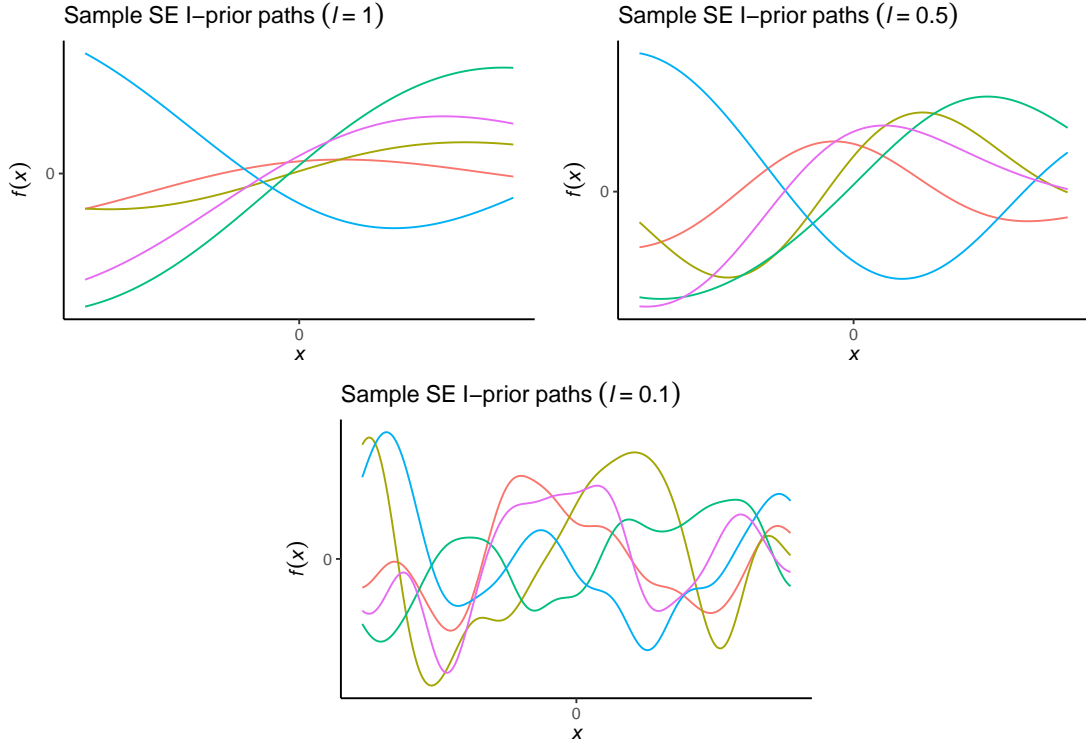 Sample SE I−prior paths (l = 1)
f(x)
0
0
x
Sample SE I−prior paths (l = 0.5)
f(x)
0
0
x
Sample SE I−prior paths (l = 0.1)
f(x)
0
0
x